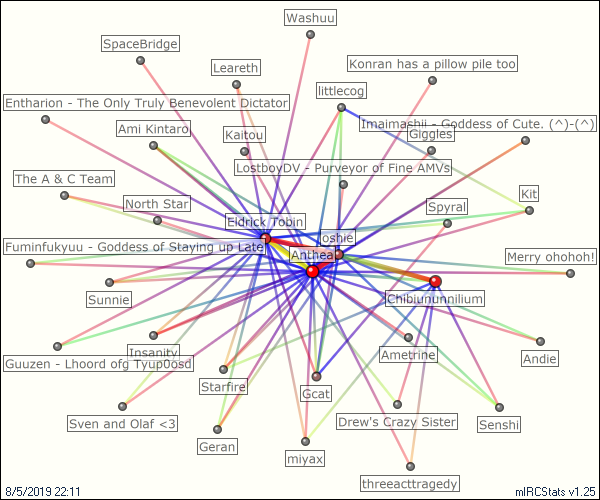 Washuu
SpaceBridge
Konran has a pillow pile too
Leareth
littlecog
Entharion - The Only Truly Benevolent Dictator
Imaimashii - Goddess of Cute. (^)-(^)
Ami Kintaro
Kaitou
Giggles
LostboyDV - Purveyor of Fine AMVs
The A & C Team
Kit
North Star
Spyral
Eldrick Tobin
oshie
Fuminfukyuu - Goddess of Staying up Late
Anthea
Merry ohohoh!
Sunnie
Chibiununnilium
Insanity
Ametrine
Andie
Guuzen - Lhoord ofg Tyup0osd
Starfire
Gcat
Drew's Crazy Sister
Sven and Olaf <3
Senshi
Geran
miyax
threeacttragedy
8/5/2019 22:11
mIRCStats v1.25